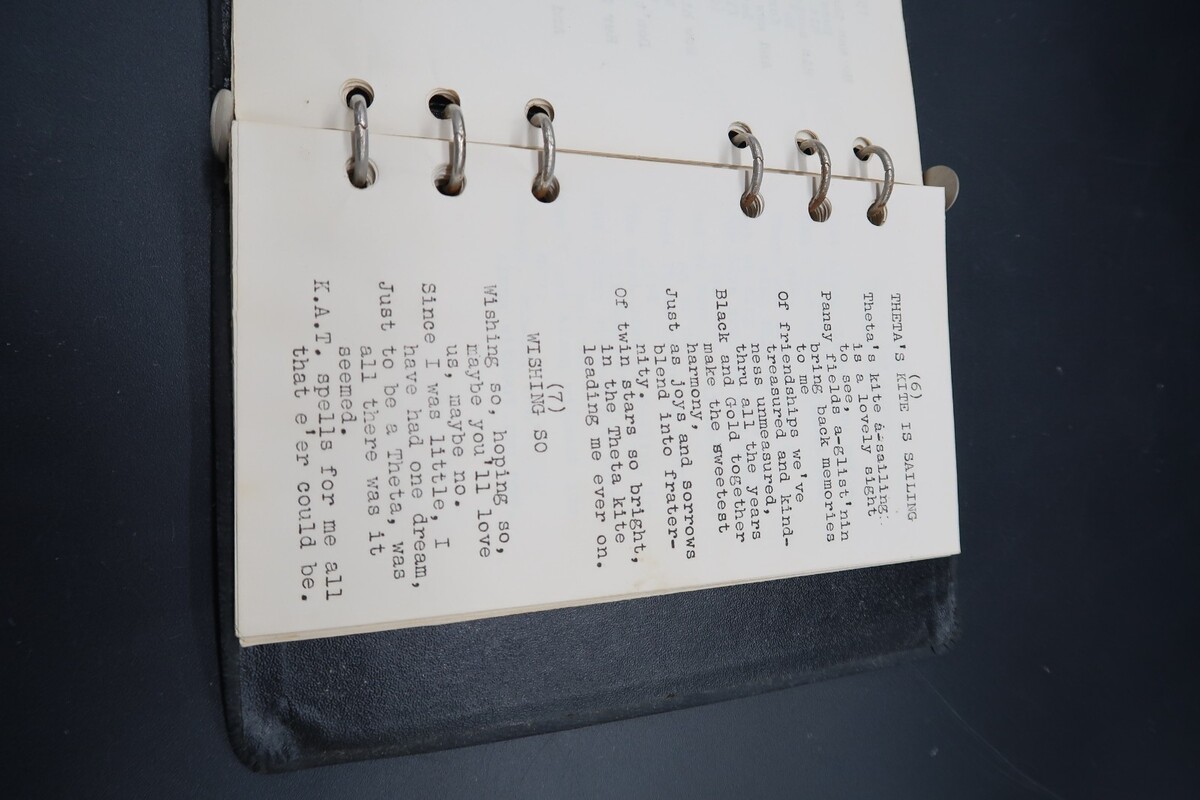 (6)
THETA'S KITE IS SAILING
Theta's kite a-sailing
is a lovely sight
to see, a-glist'nin
Pansy fields
bring back memories
to me
Of friendships we've
treasured and kind-
ness unmeasured,
thru all the years
Black and Gold together
make the sweetest
harmony,
Just as joys and sorrows
blend into frater-
nity.
Of twin stars so bright,
in the Theta kite
leading me ever on.
(7)
WISHING SO
Wishing so, hoping so,
maybe you'll love
us, maybe no.
Since I was little, I
have had one dream,
Just to be a Theta, was
all there was it
seemed.
K.A.T. spells for me all
that e'er could be.